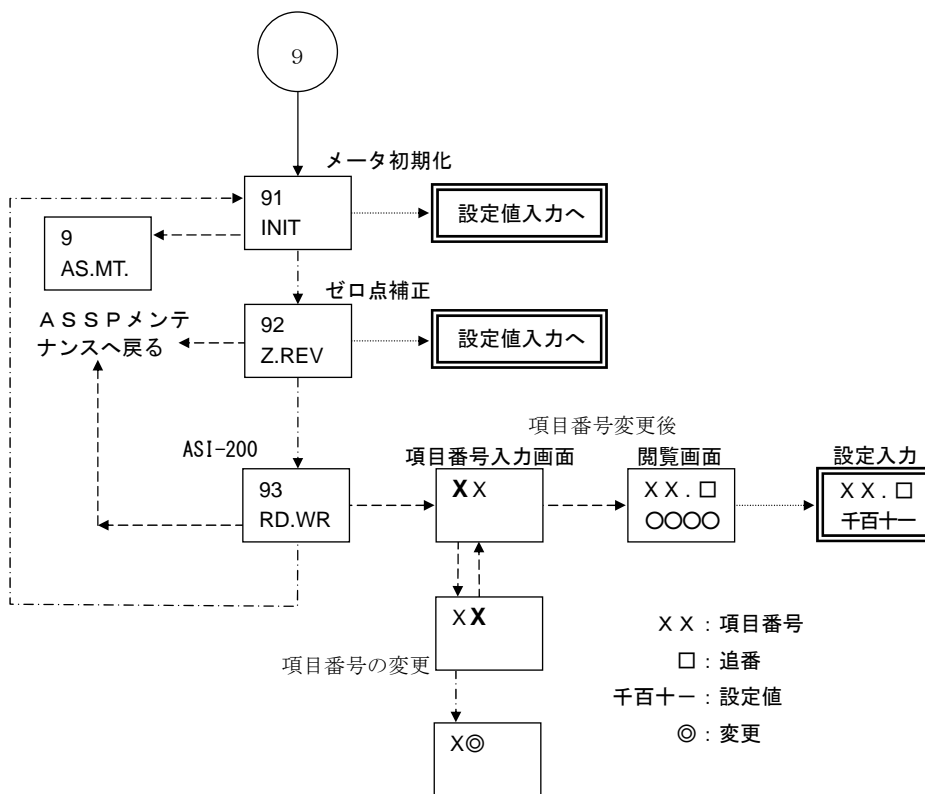 9
メータ初期化
91
INIT
設定値入力へ
9
AS.MT.
ゼロ点補正
ASSPメンテ
ナンスへ戻る
92
Z.REV
設定値入力へ
項目番号変更後
ASI-200
項目番号入力画面
閲覧画面
設定入力
93
RD.WR
XX
XX.□
○○○○
XX.□
千百十一
XX
項目番号の変更
XX:項目番号
□:追番
千百十一:設定値
◎:変更
X◎